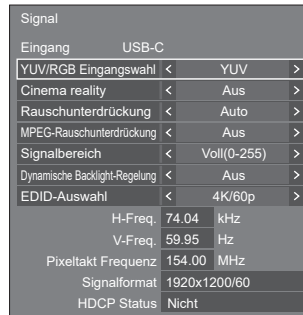 Signal
Eingang USB-C
YUV/RGB Eingangswahl < YUV >
Cinema reality < Aus >
Rauschunterdrückung < Auto >
MPEG-Rauschunterdrückung < Aus >
Signalbereich < Voll(0-255) >
Dynamische Backlight-Regelung < Aus >
EDID-Auswahl < 4K/60p >
H-Freq. 74.04 kHz
V-Freq. 59.95 Hz
Pixeltakt Frequenz 154.00 MHz
Signalformat 1920x1200/60
HDCP Status Nicht